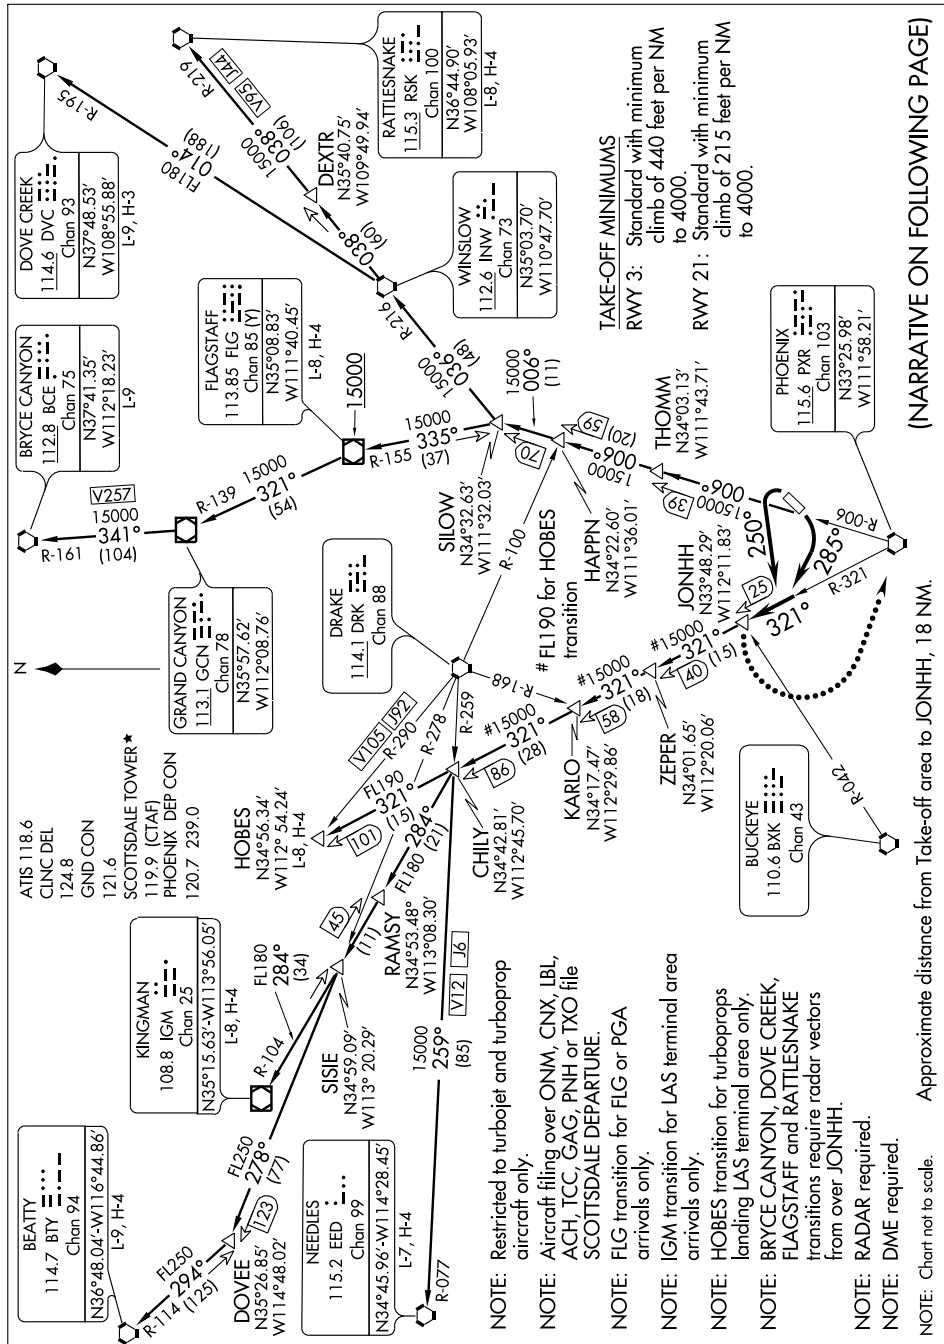 ATIS 118.6
CLNC DEL
124.8
GND CON
121.6
SCOTTSDALE TOWER★
119.9 (CTAF)
PHOENIX DEP CON
120.7 239.0
N
BEATTY
114.7 BTY
Chan 94
N36°48.04′-W116°44.86′
L-9, H-4
KINGMAN
108.8 IGM
Chan 25
N35°15.63′-W113°56.05′
L-8, H-4
NEEDLES
115.2 EED
Chan 99
N34°45.96′-W114°28.45′
L-7, H-4
GRAND CANYON
113.1 GCN
Chan 78
N35°57.62′
W112°08.76′
BRYCE CANYON
112.8 BCE
Chan 75
N37°41.35′
W112°18.23′
L-9
DOVE CREEK
114.6 DVC
Chan 93
N37°48.53′
W108°55.88′
L-9, H-3
FLAGSTAFF
113.85 FLG
Chan 85 (Y)
N35°08.83′
W111°40.45′
L-8, H-4
RATTLESNAKE
115.3 RSK
Chan 100
N36°44.90′
W108°05.93′
L-8, H-4
WINSLOW
112.6 INW
Chan 73
N35°03.70′
W110°47.70′
DRAKE
114.1 DRK
Chan 88
BUCKEYE
110.6 BXK
Chan 43
PHOENIX
115.6 PXR
Chan 103
N33°25.98′
W111°58.21′
R-114
FL250
294°
(125)
DOVEE
N35°26.85′
W114°48.02′
123
FL250
278°
(77)
R-104
FL180
284°
(34)
SISIE
N34°59.09′
W113° 20.29′
45
(11)
RAMSY
N34°53.48°
W113°08.30′
FL180
284°
(21)
HOBES
N34°56.34′
W112° 54.24′
L-8, H-4
101
FL190
321°
(15)
V105
J92
R-290
R-278
R-259
R-168
R-100
CHILY
N34°42.81′
W112°45.70′
R-077
15000
259°
(85)
V12
J6
86
#15000
321°
(28)
KARLO
N34°17.47′
W112°29.86′
58
#15000
321°
(18)
ZEPER
N34°01.65′
W112°20.06′
40
#15000
321°
(15)
JONHH
N33°48.29′
W112°11.83′
25
321°
R-321
R-042
R-006
250°
285°
15000
006°
39
THOMM
N34°03.13′
W111°43.71′
15000
006°
(20)
59
HAPPN
N34°22.60′
W111°36.01′
# FL190 for HOBES
transition
15000
006°
(11)
70
SILOW
N34°32.63′
W111°32.03′
R-155
15000
335°
(37)
15000
R-139
15000
321°
(54)
V257
R-161
15000
341°
(104)
15000
036°
(48)
R-216
038°
(60)
DEXTR
N35°40.75′
W109°49.94′
15000
038°
(106)
V95
J44
R-219
FL180
014°
(188)
R-195
TAKE-OFF MINIMUMS
RWY 3: Standard with minimum
climb of 440 feet per NM
to 4000.
RWY 21: Standard with minimum
climb of 215 feet per NM
to 4000.
NOTE: Restricted to turbojet and turboprop
aircraft only.
NOTE: Aircraft filing over ONM, CNX, LBL,
ACH, TCC, GAG, PNH or TXO file
SCOTTSDALE DEPARTURE.
NOTE: FLG transition for FLG or PGA
arrivals only.
NOTE: IGM transition for LAS terminal area
arrivals only.
NOTE: HOBES transition for turboprops
landing LAS terminal area only.
NOTE: BRYCE CANYON, DOVE CREEK,
FLAGSTAFF and RATTLESNAKE
transitions require radar vectors
from over JONHH.
NOTE: RADAR required.
NOTE: DME required.
NOTE: Chart not to scale.
Approximate distance from Take-off area to JONHH, 18 NM.
(NARRATIVE ON FOLLOWING PAGE)